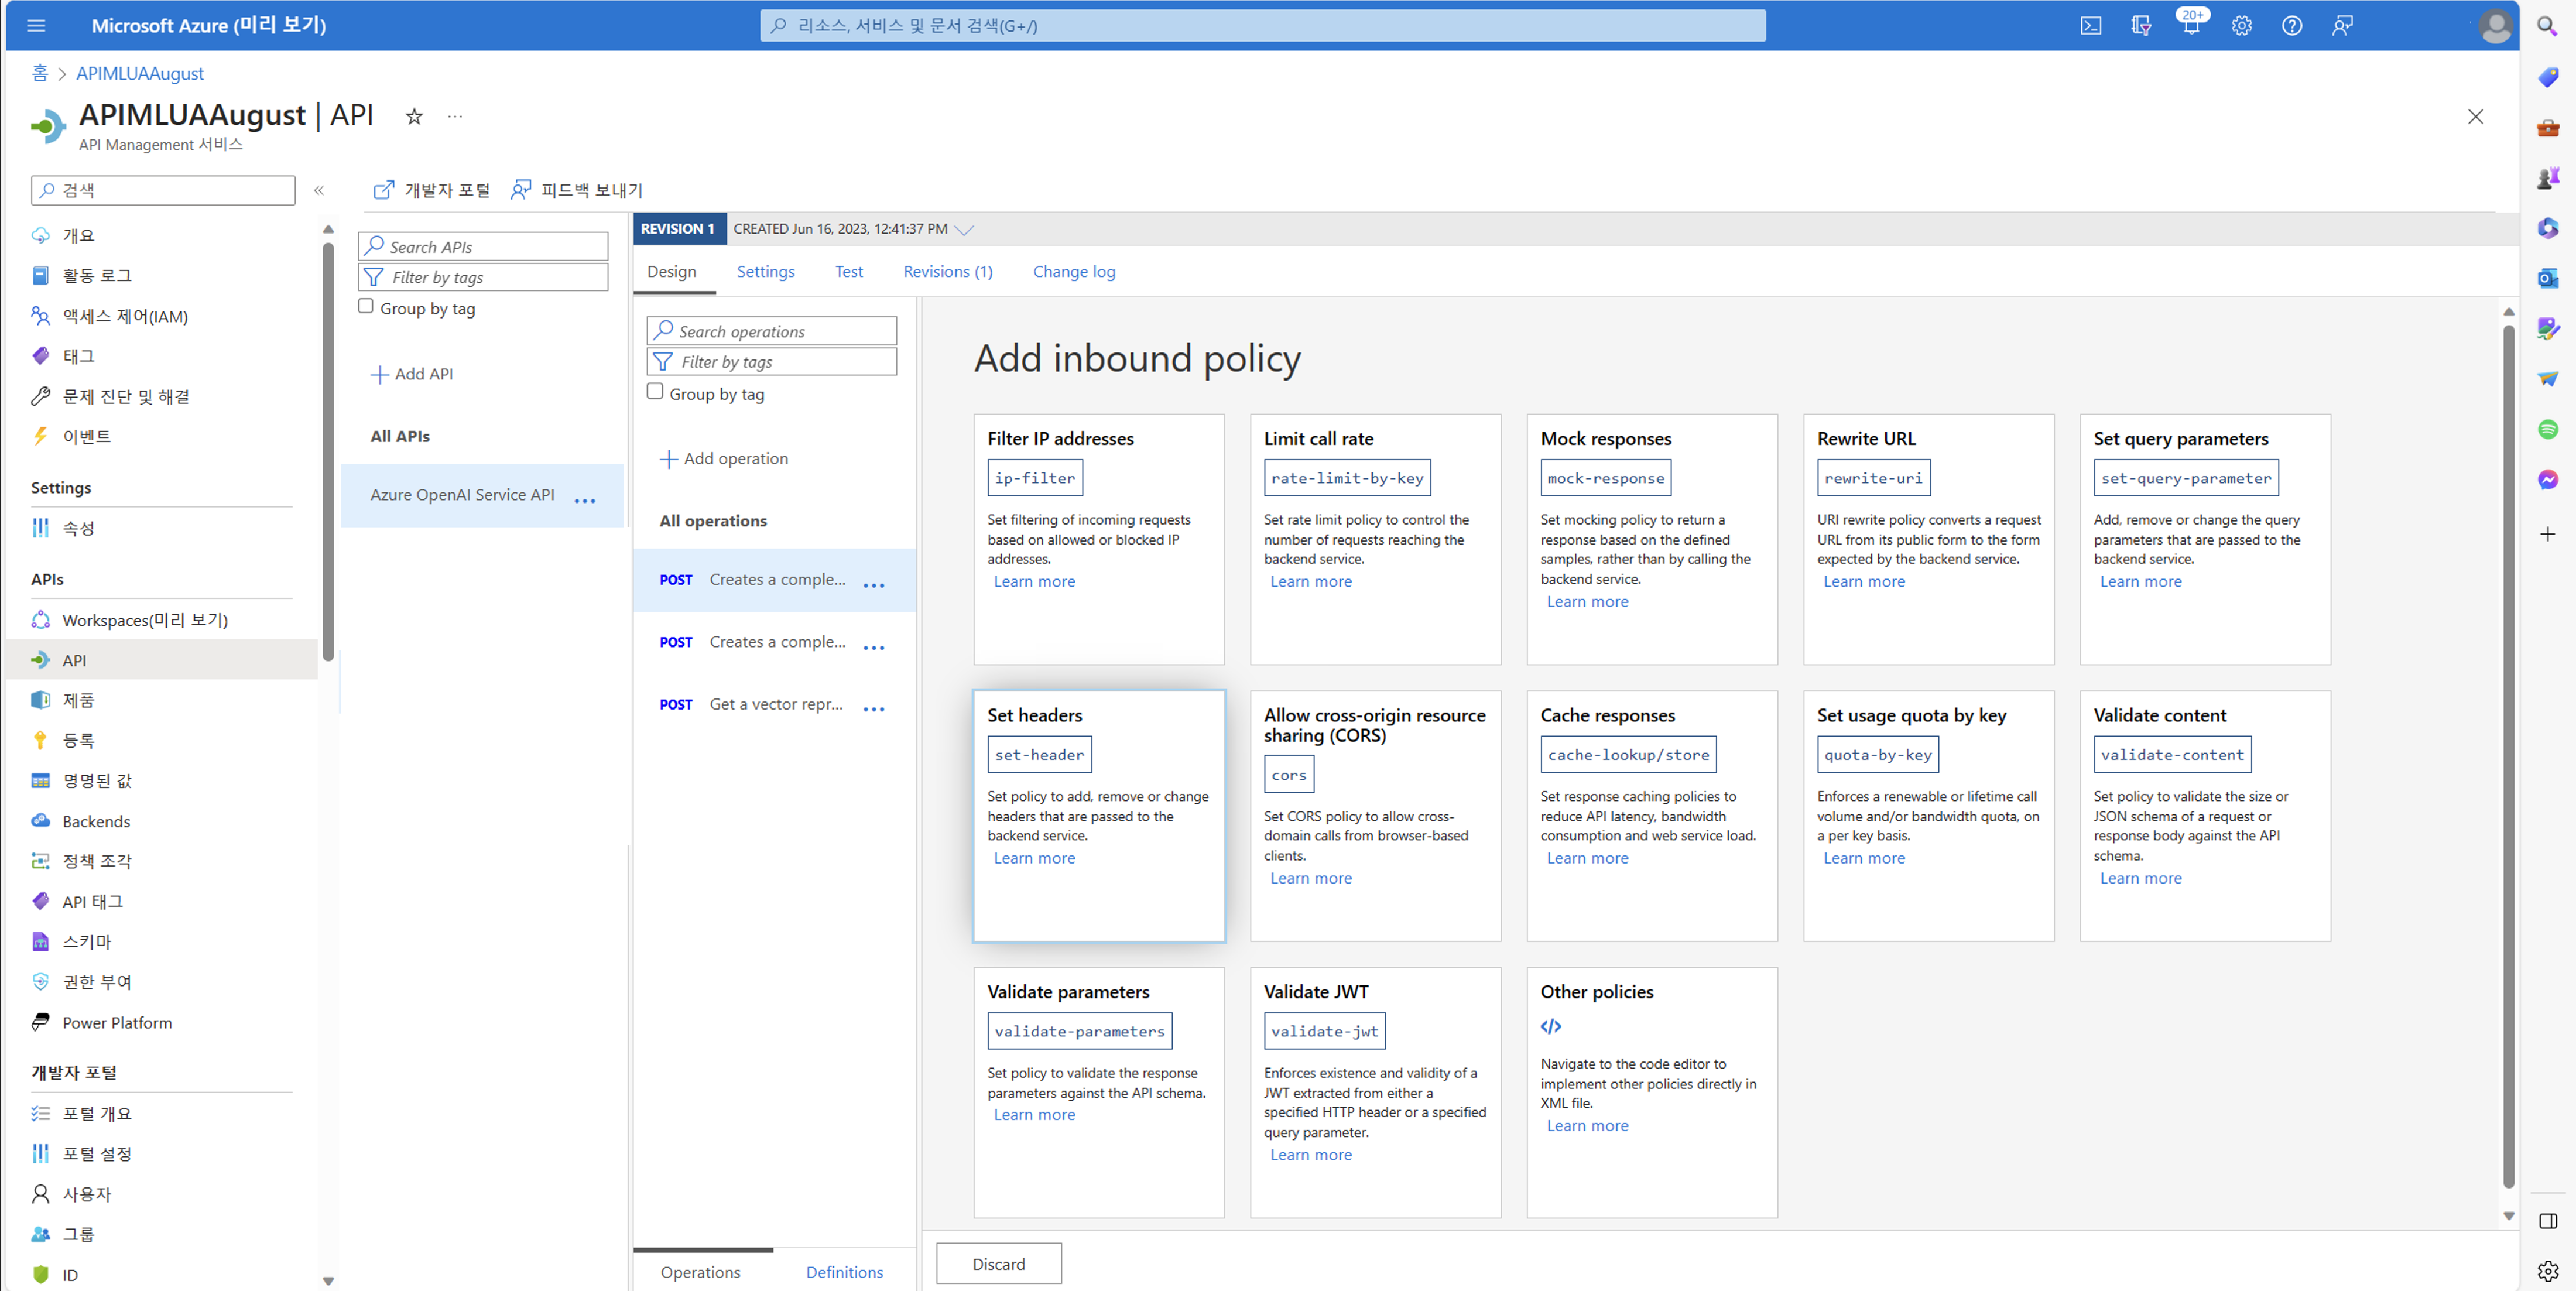 Microsoft Azure (미리 보기)
리소스, 서비스 및 문서 검색(G+/)
20+
홈 > APIMLUAAugust
APIMLUAAugust | API
API Management 서비스
검색
개요
활동 로그
액세스 제어(IAM)
태그
문제 진단 및 해결
이벤트
Settings
속성
APIs
Workspaces(미리 보기)
API
제품
등록
명명된 값
Backends
정책 조각
API 태그
스키마
권한 부여
Power Platform
개발자 포털
포털 개요
포털 설정
사용자
그룹
ID
개발자 포털
피드백 보내기
Search APIs
Filter by tags
Group by tag
Add API
All APIs
Azure OpenAI Service API
REVISION 1
CREATED Jun 16, 2023, 12:41:37 PM
Design
Settings
Test
Revisions (1)
Change log
Search operations
Filter by tags
Group by tag
Add operation
All operations
POST Creates a comple...
POST Creates a comple...
POST Get a vector repr...
Operations
Definitions
Add inbound policy
Filter IP addresses
ip-filter
Set filtering of incoming requests
based on allowed or blocked IP
addresses.
Learn more
Limit call rate
rate-limit-by-key
Set rate limit policy to control the
number of requests reaching the
backend service.
Learn more
Mock responses
mock-response
Set mocking policy to return a
response based on the defined
samples, rather than by calling the
backend service.
Learn more
Rewrite URL
rewrite-uri
URI rewrite policy converts a request
URL from its public form to the form
expected by the backend service.
Learn more
Set query parameters
set-query-parameter
Add, remove or change the query
parameters that are passed to the
backend service.
Learn more
Set headers
set-header
Set policy to add, remove or change
headers that are passed to the
backend service.
Learn more
Allow cross-origin resource
sharing (CORS)
cors
Set CORS policy to allow cross-
domain calls from browser-based
clients.
Learn more
Cache responses
cache-lookup/store
Set response caching policies to
reduce API latency, bandwidth
consumption and web service load.
Learn more
Set usage quota by key
quota-by-key
Enforces a renewable or lifetime call
volume and/or bandwidth quota, on
a per key basis.
Learn more
Validate content
validate-content
Set policy to validate the size or
JSON schema of a request or
response body against the API
schema.
Learn more
Validate parameters
validate-parameters
Set policy to validate the response
parameters against the API schema.
Learn more
Validate JWT
validate-jwt
Enforces existence and validity of a
JWT extracted from either a
specified HTTP header or a specified
query parameter.
Learn more
Other policies
</>
Navigate to the code editor to
implement other policies directly in
XML file.
Learn more
Discard